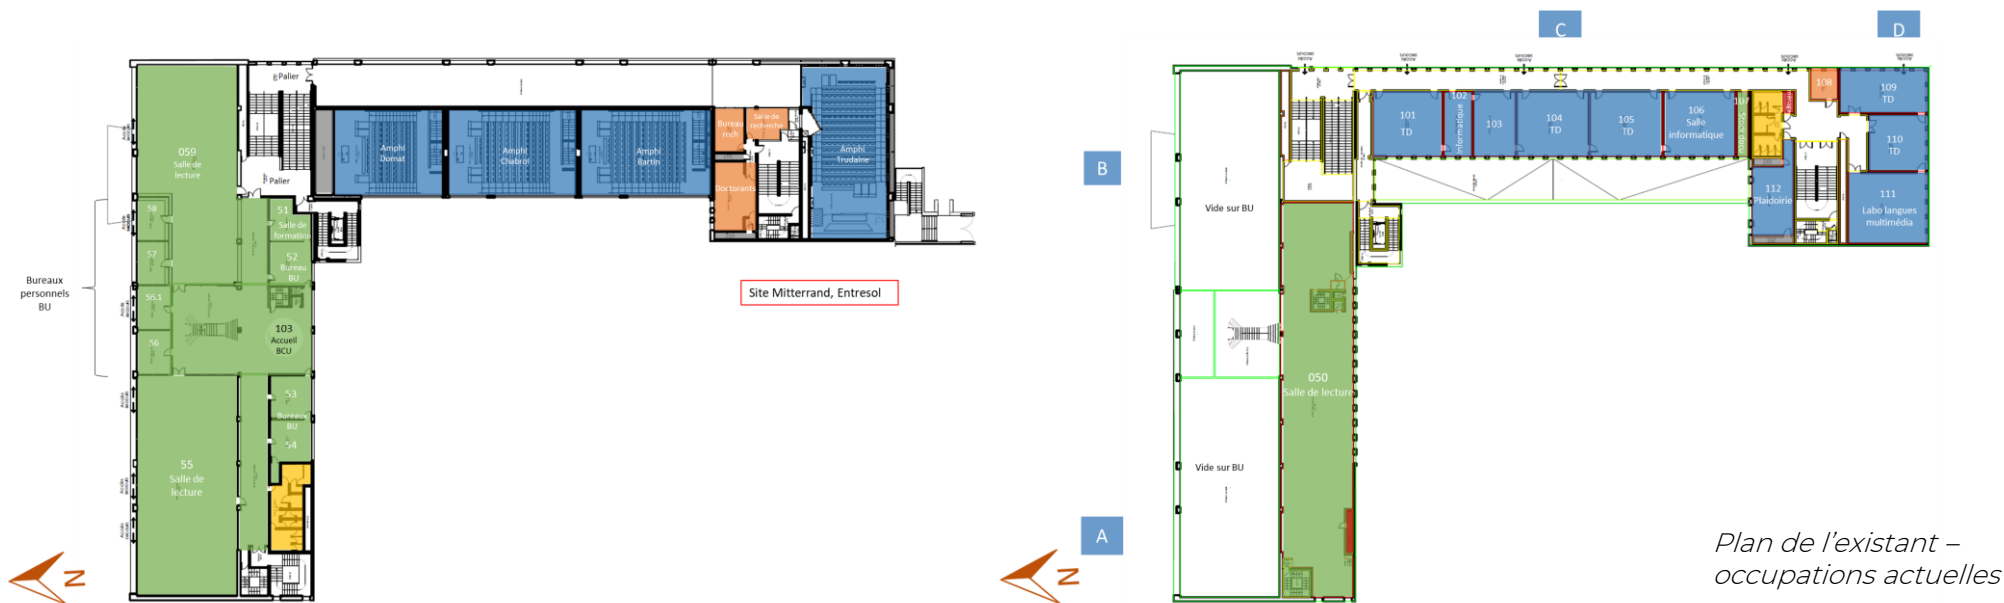 Palier
059
Salle de
lecture
Palier
58
51
Salle de
formation
57
52
Bureau
BU
Bureaux
personnels
BU
56.1
56
103
Accueil
BCU
53
Bureaux
BU
54
55
Salle de
lecture
N
Amphi
Domat
Amphi
Chabrol
Amphi
Bartin
Bureau
rech
Salle de
recherche
Doctorants
Amphi
Trudaine
Site Mitterrand, Entresol
A
B
C
D
Vide sur BU
Vide sur BU
050
Salle de lecture
101
TD
102
Informatique
103
104
TD
105
TD
106
Salle
informatique
107
108
109
TD
110
TD
111
Labo langues
multimédia
112
Plaidoirie
N
Plan de l'existant –
occupations actuelles